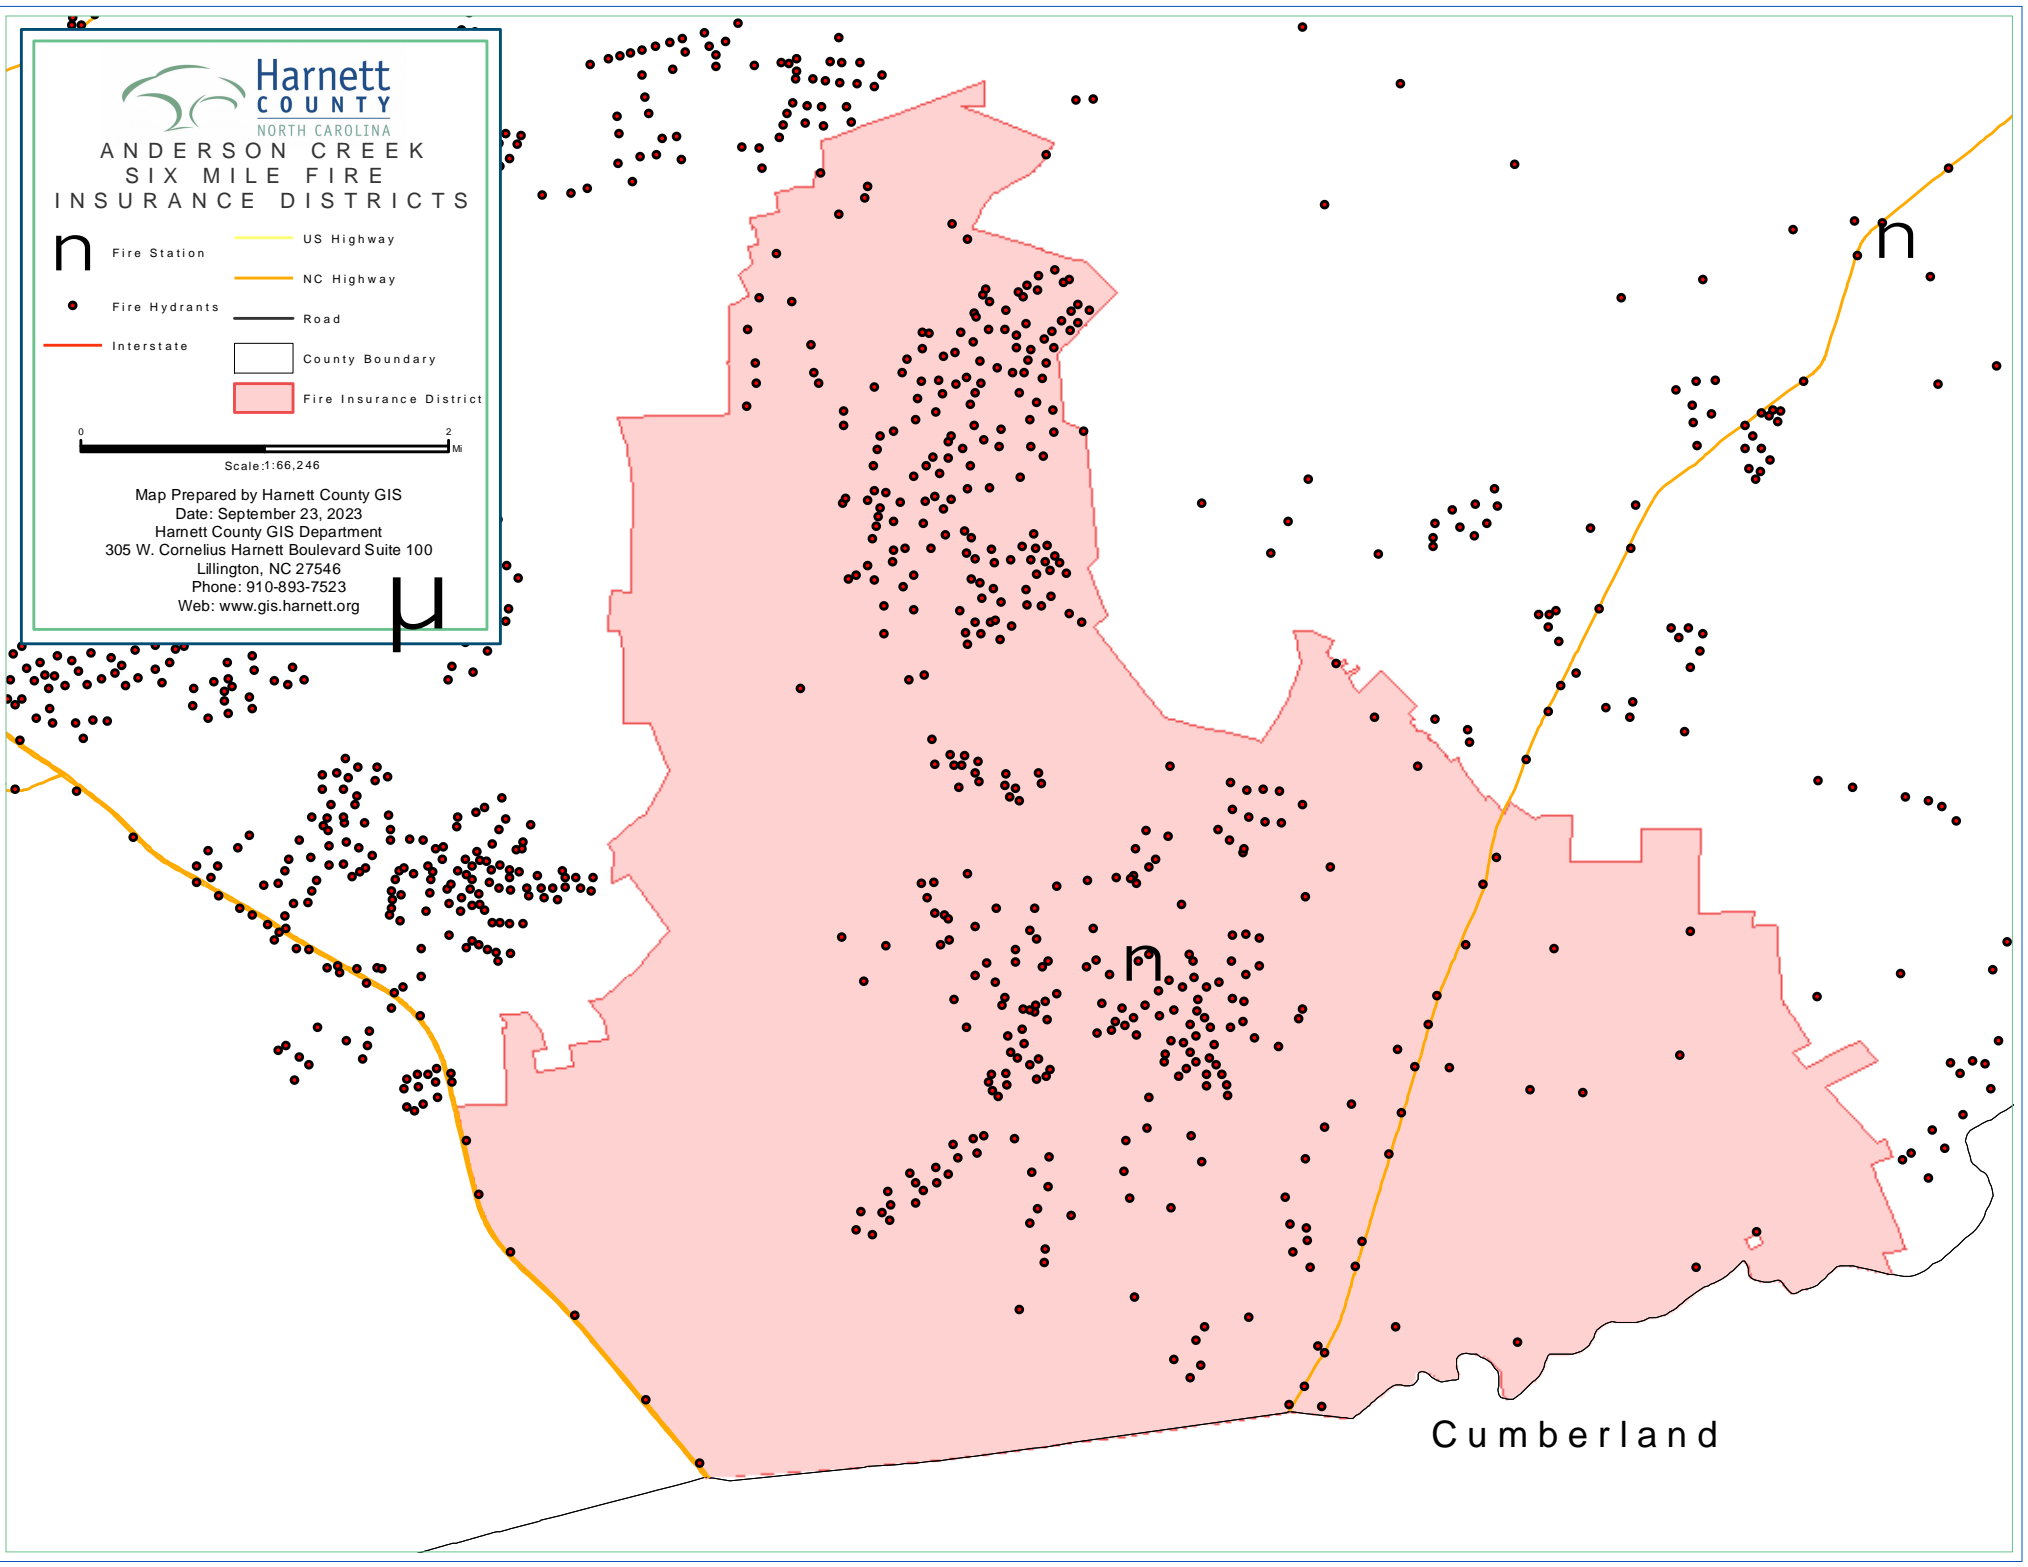 Harnett
COUNTY
NORTH CAROLINA
ANDERSON CREEK
SIX MILE FIRE
INSURANCE DISTRICTS
n Fire Station
Fire Hydrants
Interstate
US Highway
NC Highway
Road
County Boundary
Fire Insurance District
0 2
Mi
Scale:1:66,246
Map Prepared by Harnett County GIS
Date: September 23, 2023
Harnett County GIS Department
305 W. Cornelius Harnett Boulevard Suite 100
Lillington, NC 27546
Phone: 910-893-7523
Web: www.gis.harnett.org
µ
n
n
Cumberland